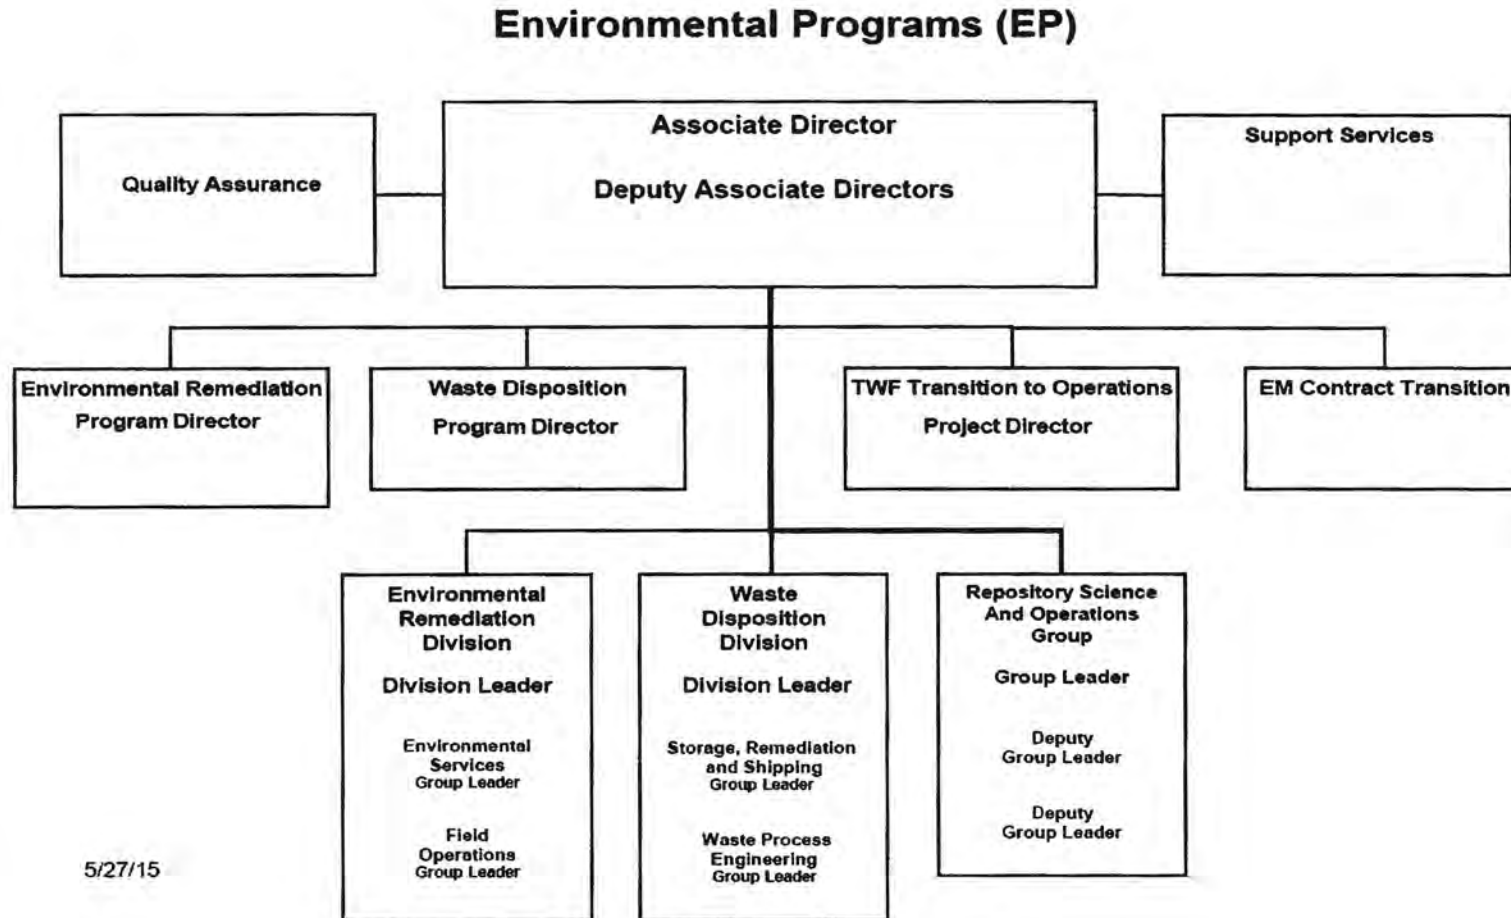 Environmental Programs (EP)
Quality Assurance
Associate Director
Deputy Associate Directors
Support Services
Environmental Remediation
Program Director
Waste Disposition
Program Director
TWF Transition to Operations
Project Director
EM Contract Transition
Environmental
Remediation
Division
Division Leader
Environmental
Services
Group Leader
Field
Operations
Group Leader
Waste
Disposition
Division
Division Leader
Storage, Remediation
and Shipping
Group Leader
Waste Process
Engineering
Group Leader
Repository Science
And Operations
Group
Group Leader
Deputy
Group Leader
Deputy
Group Leader
5/27/15